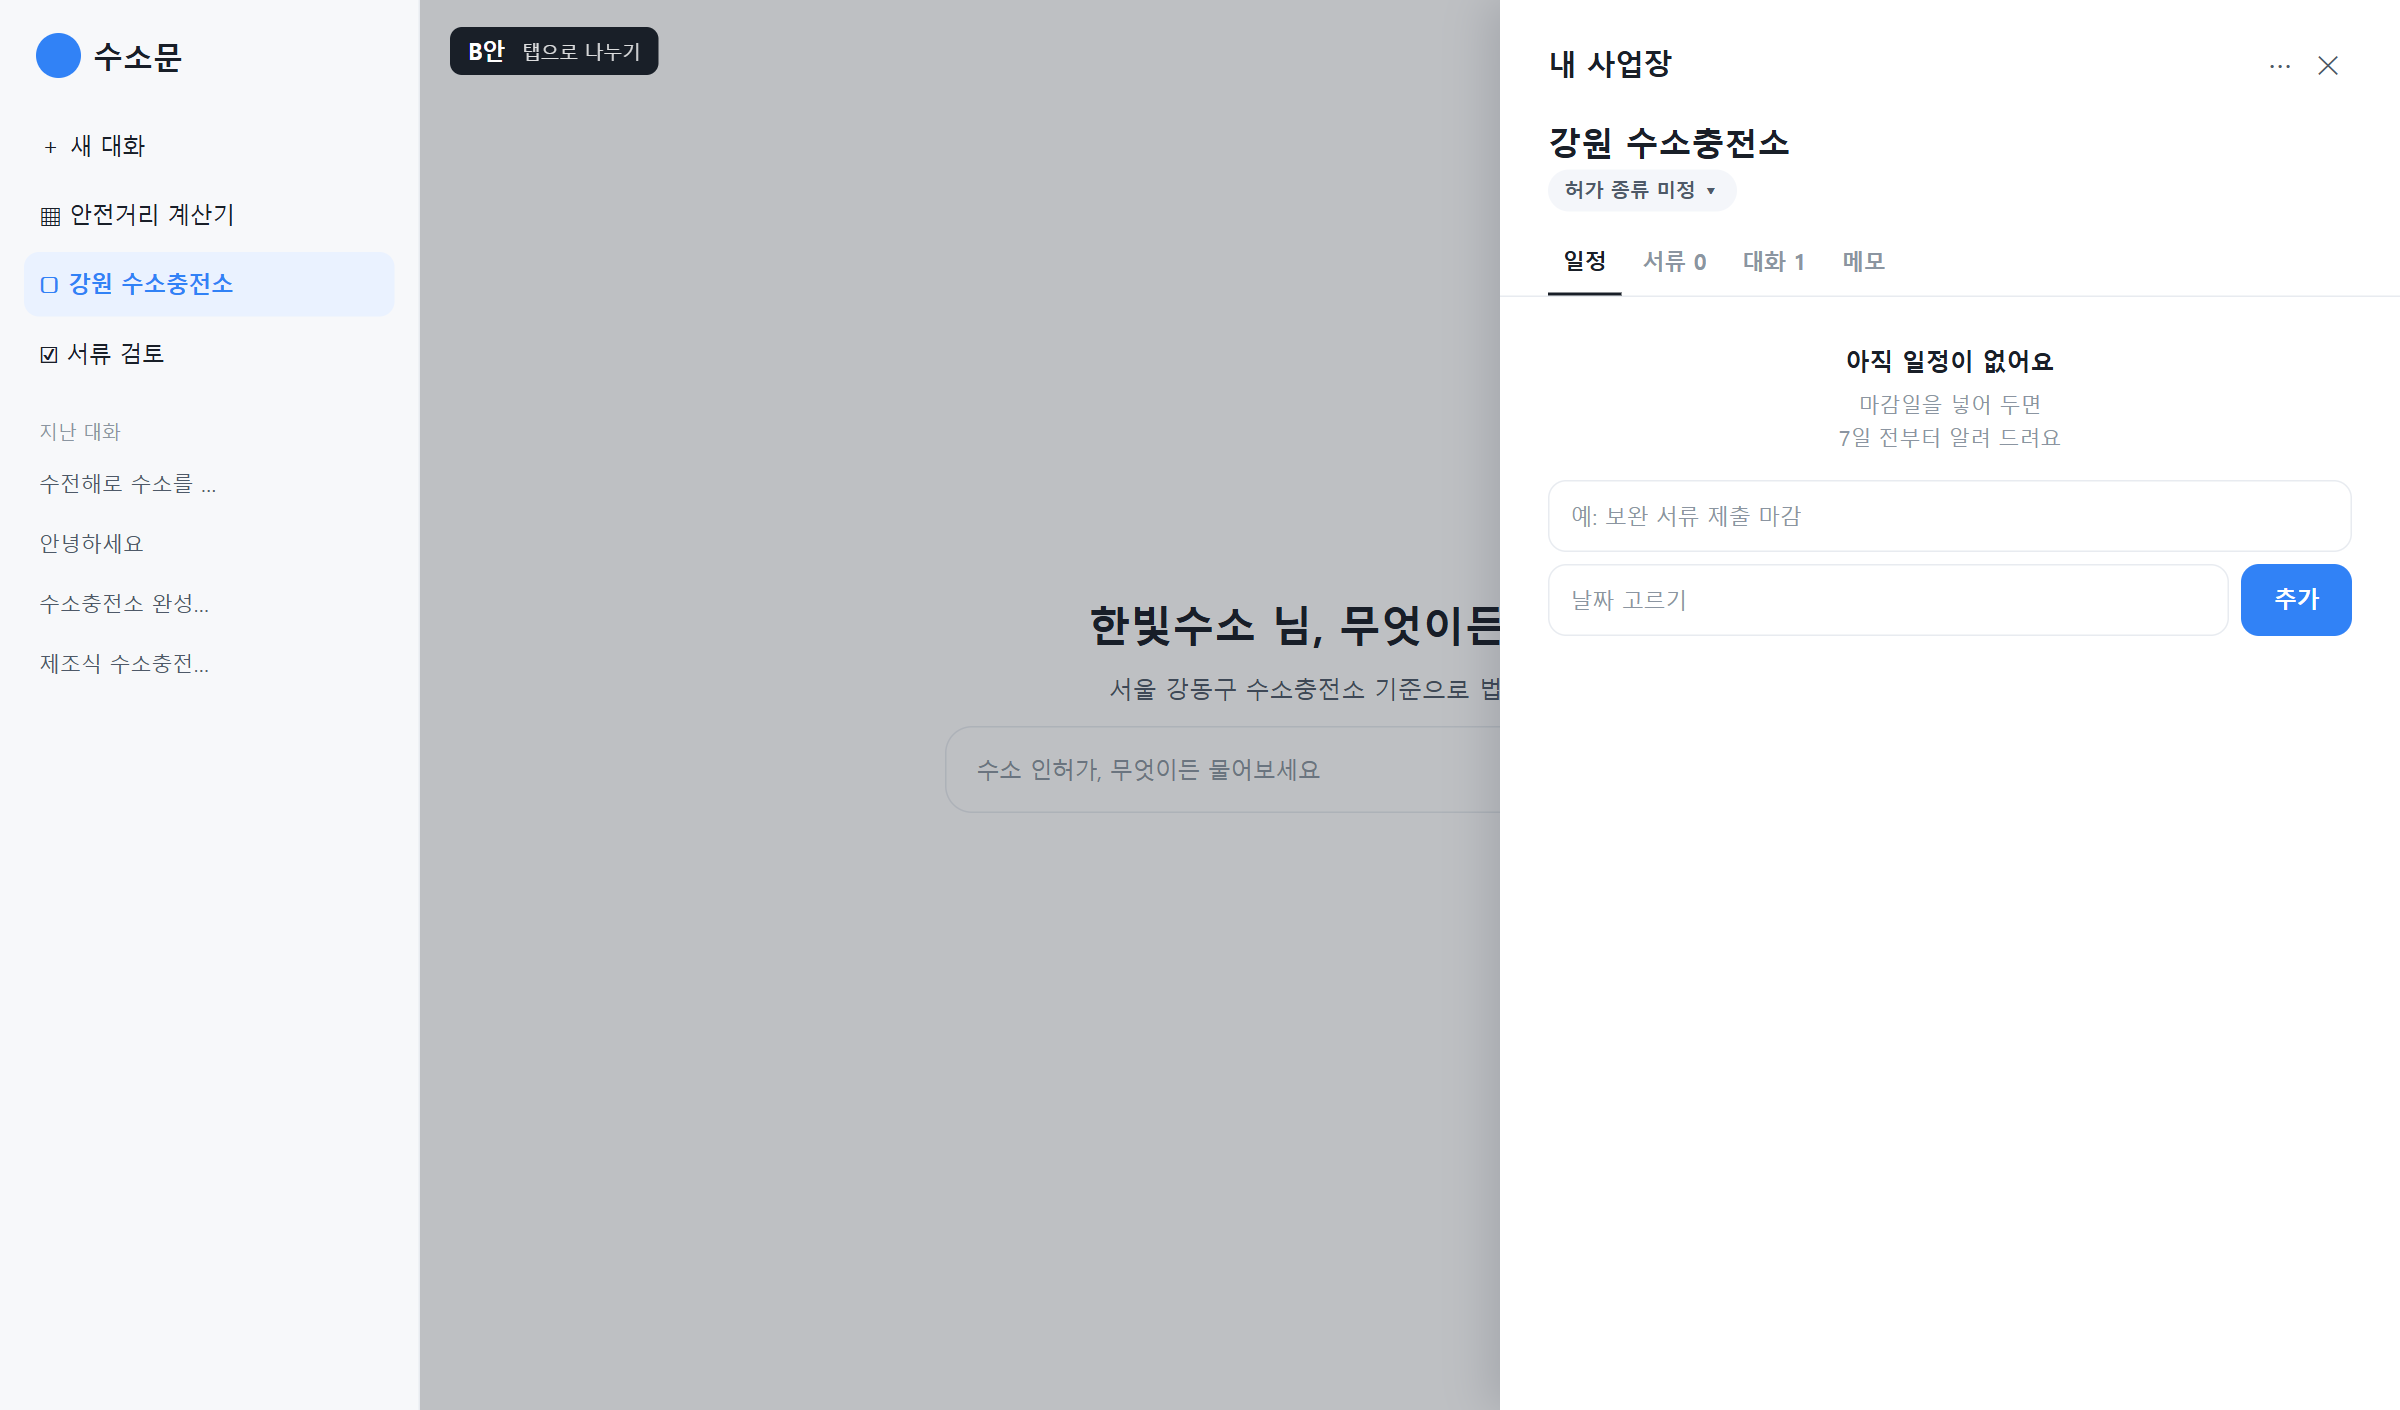 수소문
+ 새 대화
안전거리 계산기
강원 수소충전소
서류 검토
지난 대화
수전해로 수소를 ...
안녕하세요
수소충전소 완성...
제조식 수소충전...
B안 탭으로 나누기
한빛수소 님, 무엇이든
서울 강동구 수소충전소 기준으로 법
수소 인허가, 무엇이든 물어보세요
내 사업장
강원 수소충전소
허가 종류 미정 ▾
일정 서류 0 대화 1 메모
아직 일정이 없어요
마감일을 넣어 두면
7일 전부터 알려 드려요
예: 보완 서류 제출 마감
날짜 고르기
추가